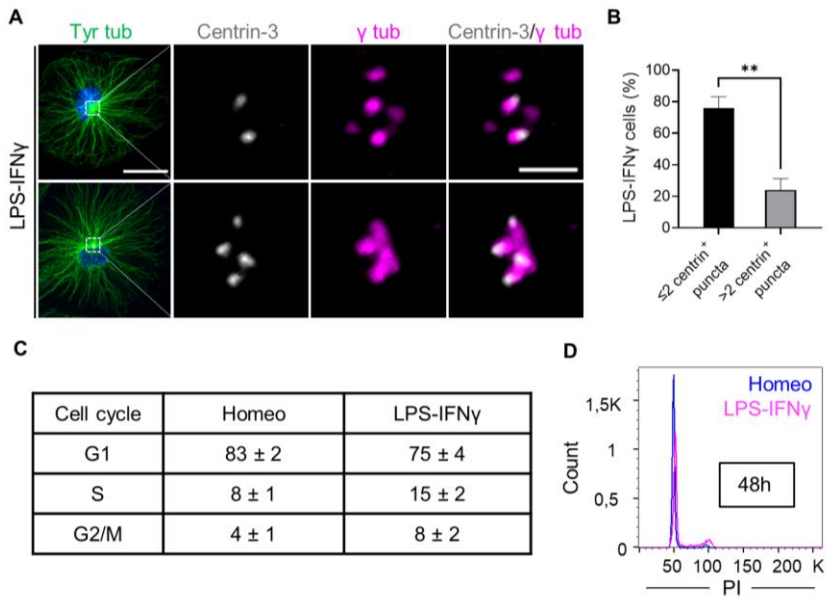 A
Tyr tub
Centrin-3
γ tub
Centrin-3/γ tub
LPS-IFNγ
B
LPS-IFNγ cells (%)
100
80
60
40
20
0
**
≤2 centrin⁺
puncta
>2 centrin⁺
puncta
C
Cell cycle Homeo LPS-IFNγ
G1 83 ± 2 75 ± 4
S 8 ± 1 15 ± 2
G2/M 4 ± 1 8 ± 2
D
Homeo
LPS-IFNγ
48h
Count
1,5K
1
0,5
0
50 100 150 200 K
PI